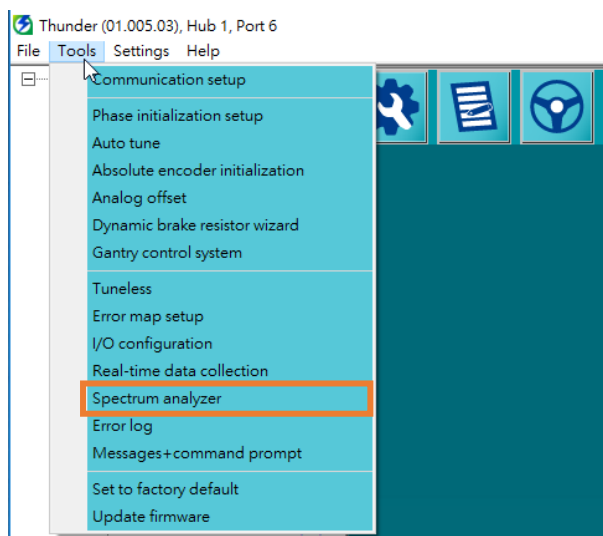 Thunder (01.005.03), Hub 1, Port 6
File Tools Settings Help
Communication setup
Phase initialization setup
Auto tune
Absolute encoder initialization
Analog offset
Dynamic brake resistor wizard
Gantry control system
Tuneless
Error map setup
I/O configuration
Real-time data collection
Spectrum analyzer
Error log
Messages+command prompt
Set to factory default
Update firmware